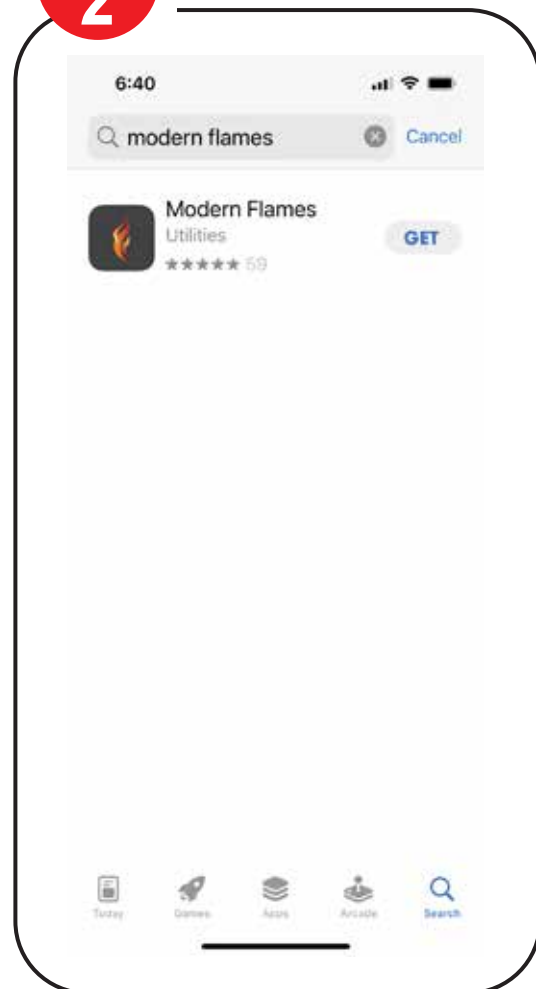 2
6:40
modern flames
Cancel
Modern Flames
Utilities
GET
★★★★★ 59
Today
Games
Apps
Arcade
Search